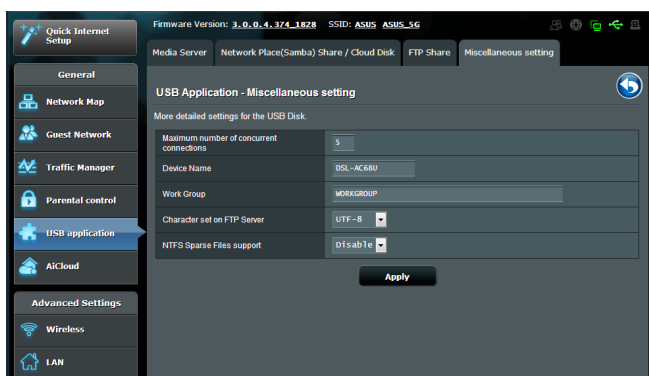 Quick Internet
Setup
Firmware Version: 3.0.0.4.374_1828 SSID: ASUS ASUS_5G
Media Server
Network Place(Samba) Share / Cloud Disk
FTP Share
Miscellaneous setting
General
Network Map
Guest Network
Traffic Manager
Parental control
USB application
AiCloud
Advanced Settings
Wireless
LAN
USB Application - Miscellaneous setting
More detailed settings for the USB Disk.
Maximum number of concurrent
connections
5
Device Name
DSL-AC68U
Work Group
WORKGROUP
Character set on FTP Server
UTF-8
NTFS Sparse Files support
Disable
Apply